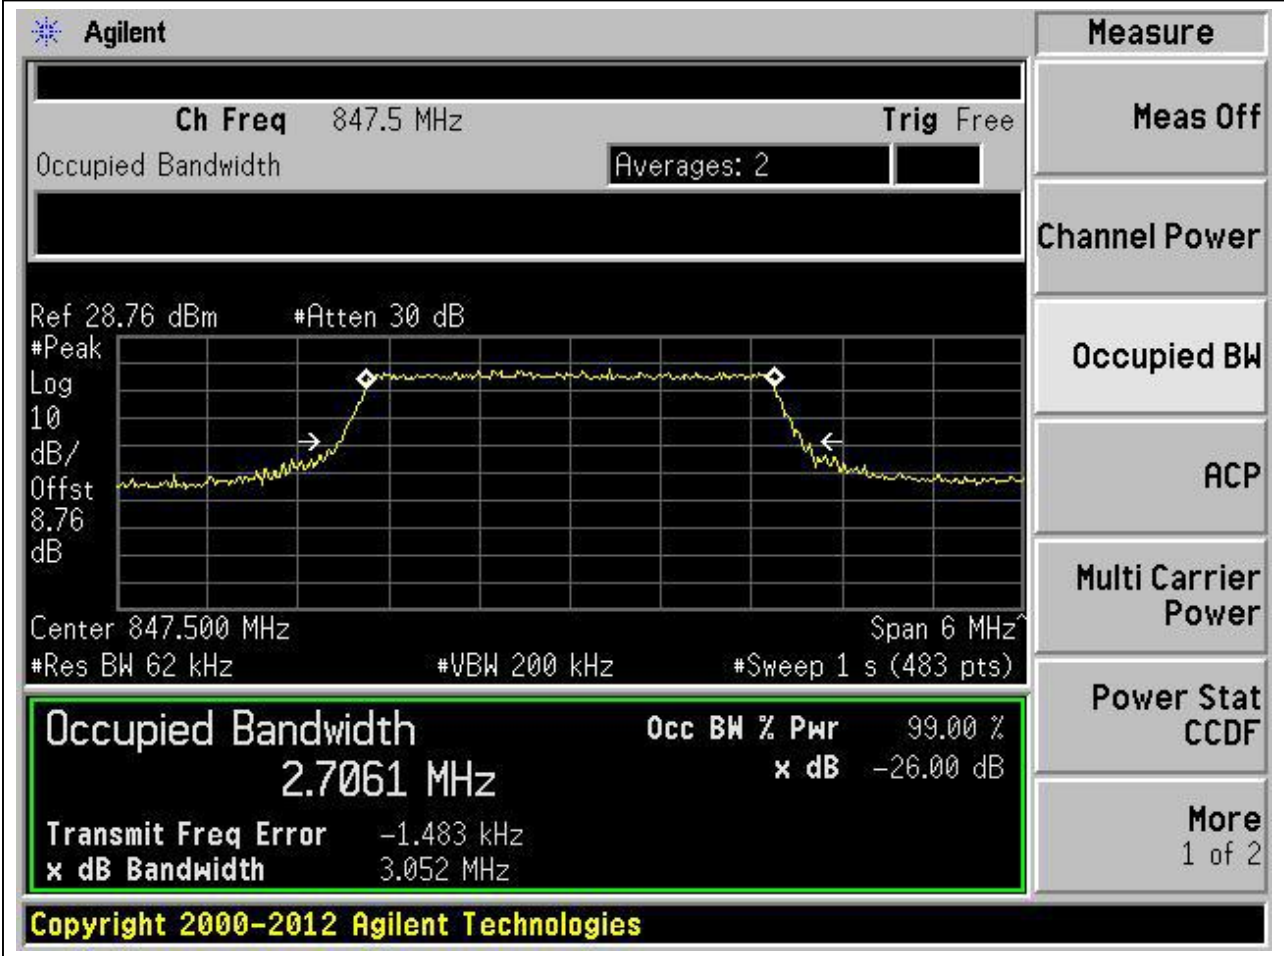 Agilent
Measure
Ch Freq 847.5 MHz Trig Free
Occupied Bandwidth Averages: 2
Meas Off
Channel Power
Occupied BW
ACP
Multi Carrier
Power
Power Stat
CCDF
More
1 of 2
Ref 28.76 dBm #Atten 30 dB
#Peak
Log
10
dB/
Offst
8.76
dB
Center 847.500 MHz Span 6 MHz^
#Res BW 62 kHz #VBW 200 kHz #Sweep 1 s (483 pts)
Occupied Bandwidth Occ BW % Pwr 99.00 %
2.7061 MHz x dB -26.00 dB
Transmit Freq Error -1.483 kHz
x dB Bandwidth 3.052 MHz
Copyright 2000-2012 Agilent Technologies